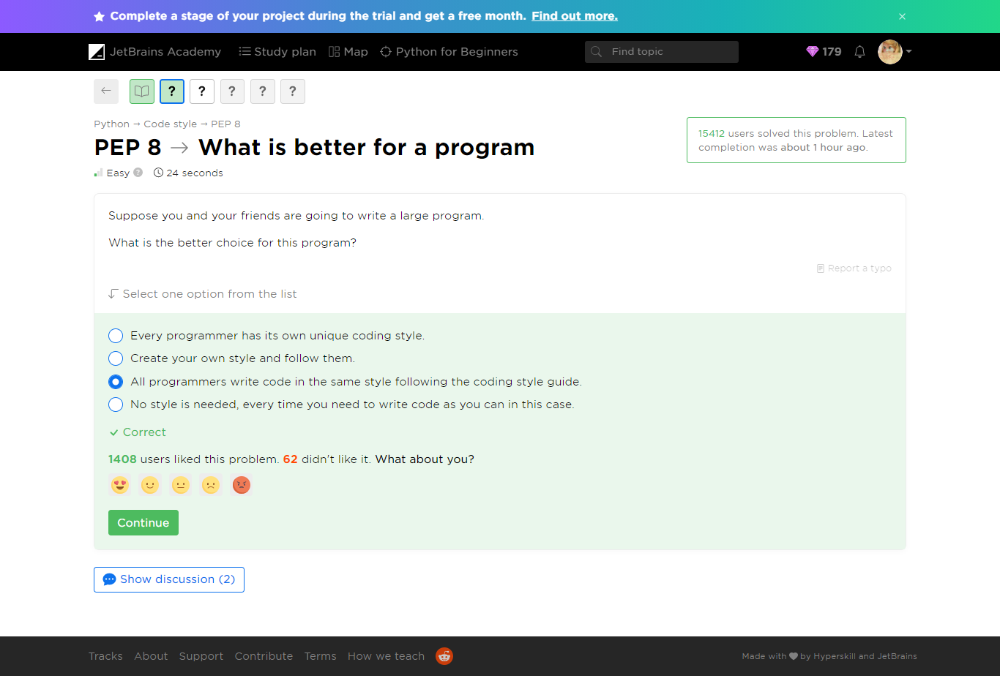 Complete a stage of your project during the trial and get a free month. Find out more. ×
JetBrains Academy Study plan Map Python for Beginners Find topic 179
? ? ? ? ?
Python → Code style → PEP 8
PEP 8 → What is better for a program
Easy ? 24 seconds
15412 users solved this problem. Latest
completion was about 1 hour ago.
Suppose you and your friends are going to write a large program.
What is the better choice for this program?
Report a typo
Select one option from the list
Every programmer has its own unique coding style.
Create your own style and follow them.
All programmers write code in the same style following the coding style guide.
No style is needed, every time you need to write code as you can in this case.
Correct
1408 users liked this problem. 62 didn't like it. What about you?
Continue
Show discussion (2)
Tracks About Support Contribute Terms How we teach
Made with ♥ by Hyperskill and JetBrains